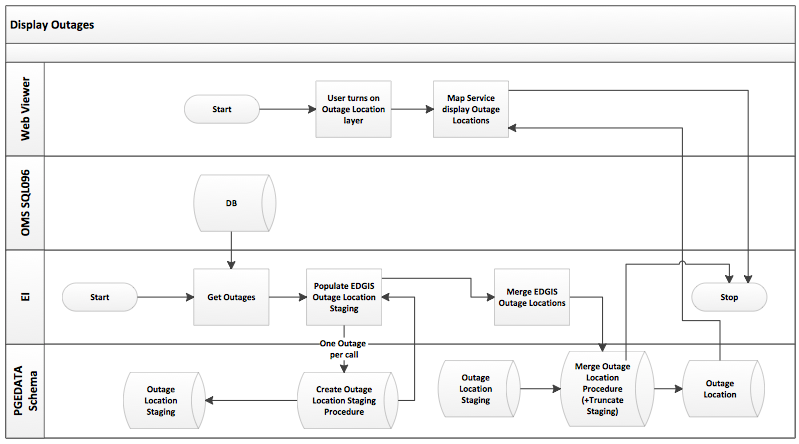 Display Outages
Web Viewer
Start
User turns on
Outage Location
layer
Map Service
display Outage
Locations
OMS SQL096
DB
EI
Start
Get Outages
Populate EDGIS
Outage Location
Staging
Merge EDGIS
Outage Locations
Stop
One Outage
per call
PGEDATA
Schema
Outage
Location
Staging
Create Outage
Location Staging
Procedure
Outage
Location
Staging
Merge Outage
Location
Procedure
(+Truncate
Staging)
Outage
Location